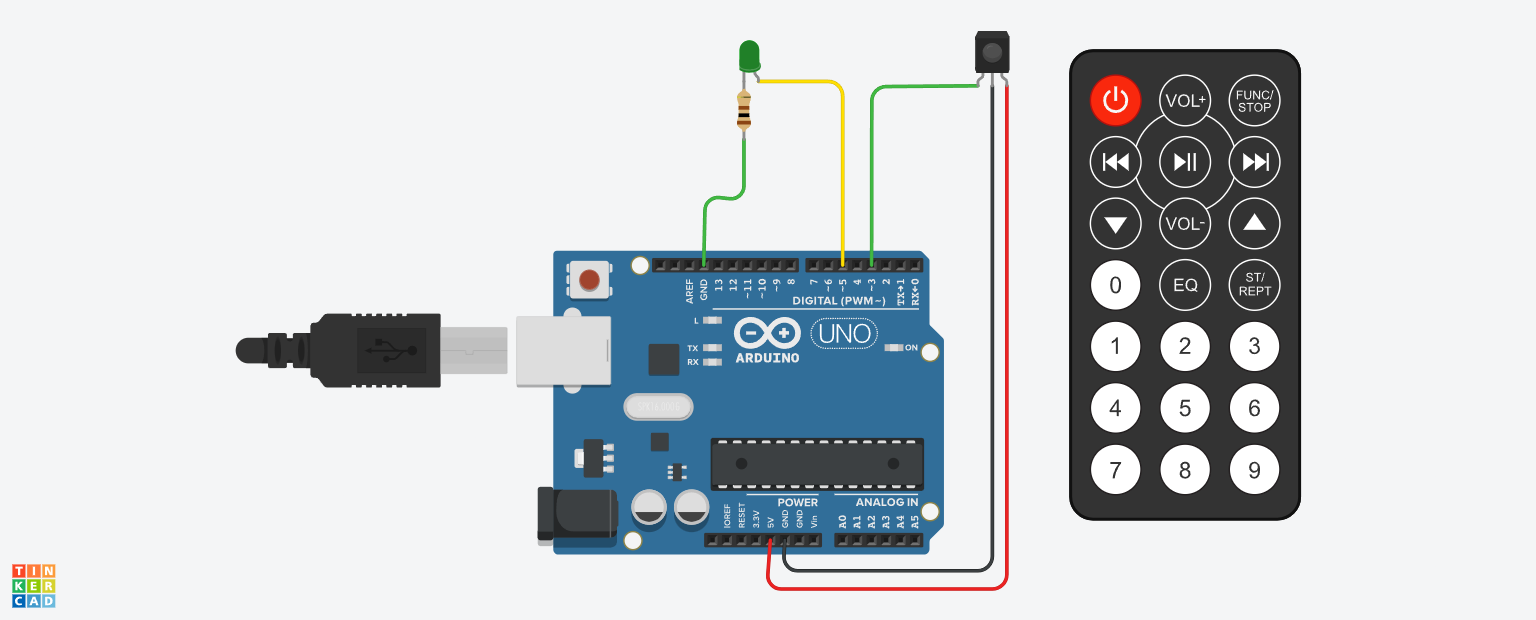 VOL+
FUNC/
STOP
VOL-
0
EQ
ST/
REPT
1
2
3
4
5
6
7
8
9
AREF
GND
13
12
~11
~10
~9
8
7
~6
~5
4
~3
2
TX→1
RX←0
DIGITAL (PWM~)
L
TX
RX
ARDUINO
UNO
ON
POWER
ANALOG IN
IOREF
RESET
3.3V
5V
GND
GND
Vin
A0
A1
A2
A3
A4
A5
TIN
KER
CAD